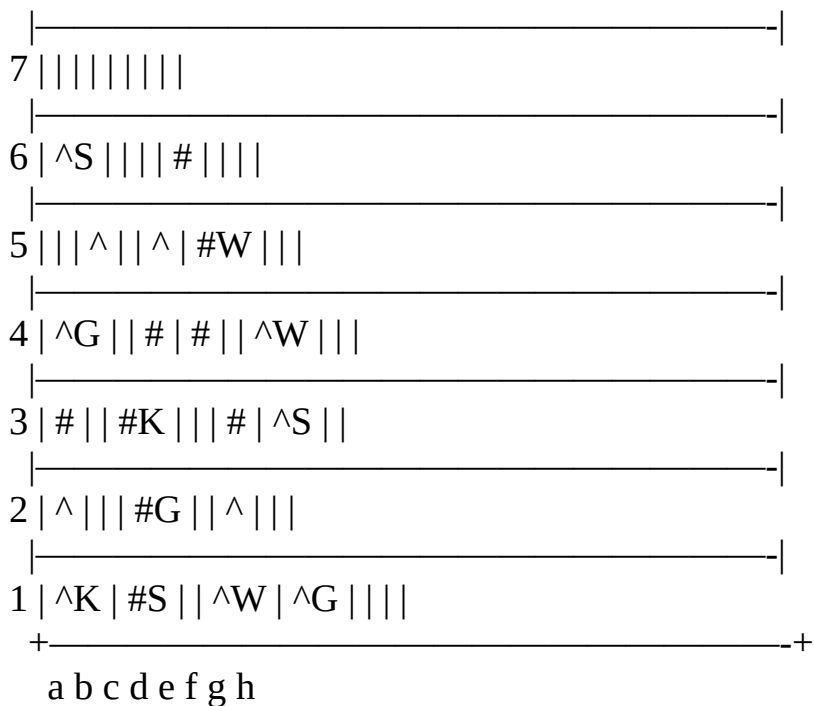 |———————————————————-|
7 | | | | | | | | |
|———————————————————-|
6 | ^S | | | | # | | | |
|———————————————————-|
5 | | | ^ | | ^ | #W | | |
|———————————————————-|
4 | ^G | | # | # | | ^W | | |
|———————————————————-|
3 | # | | #K | | | # | ^S | |
|———————————————————-|
2 | ^ | | | #G | | ^ | | |
|———————————————————-|
1 | ^K | #S | | ^W | ^G | | | |
+———————————————————-+
a b c d e f g h